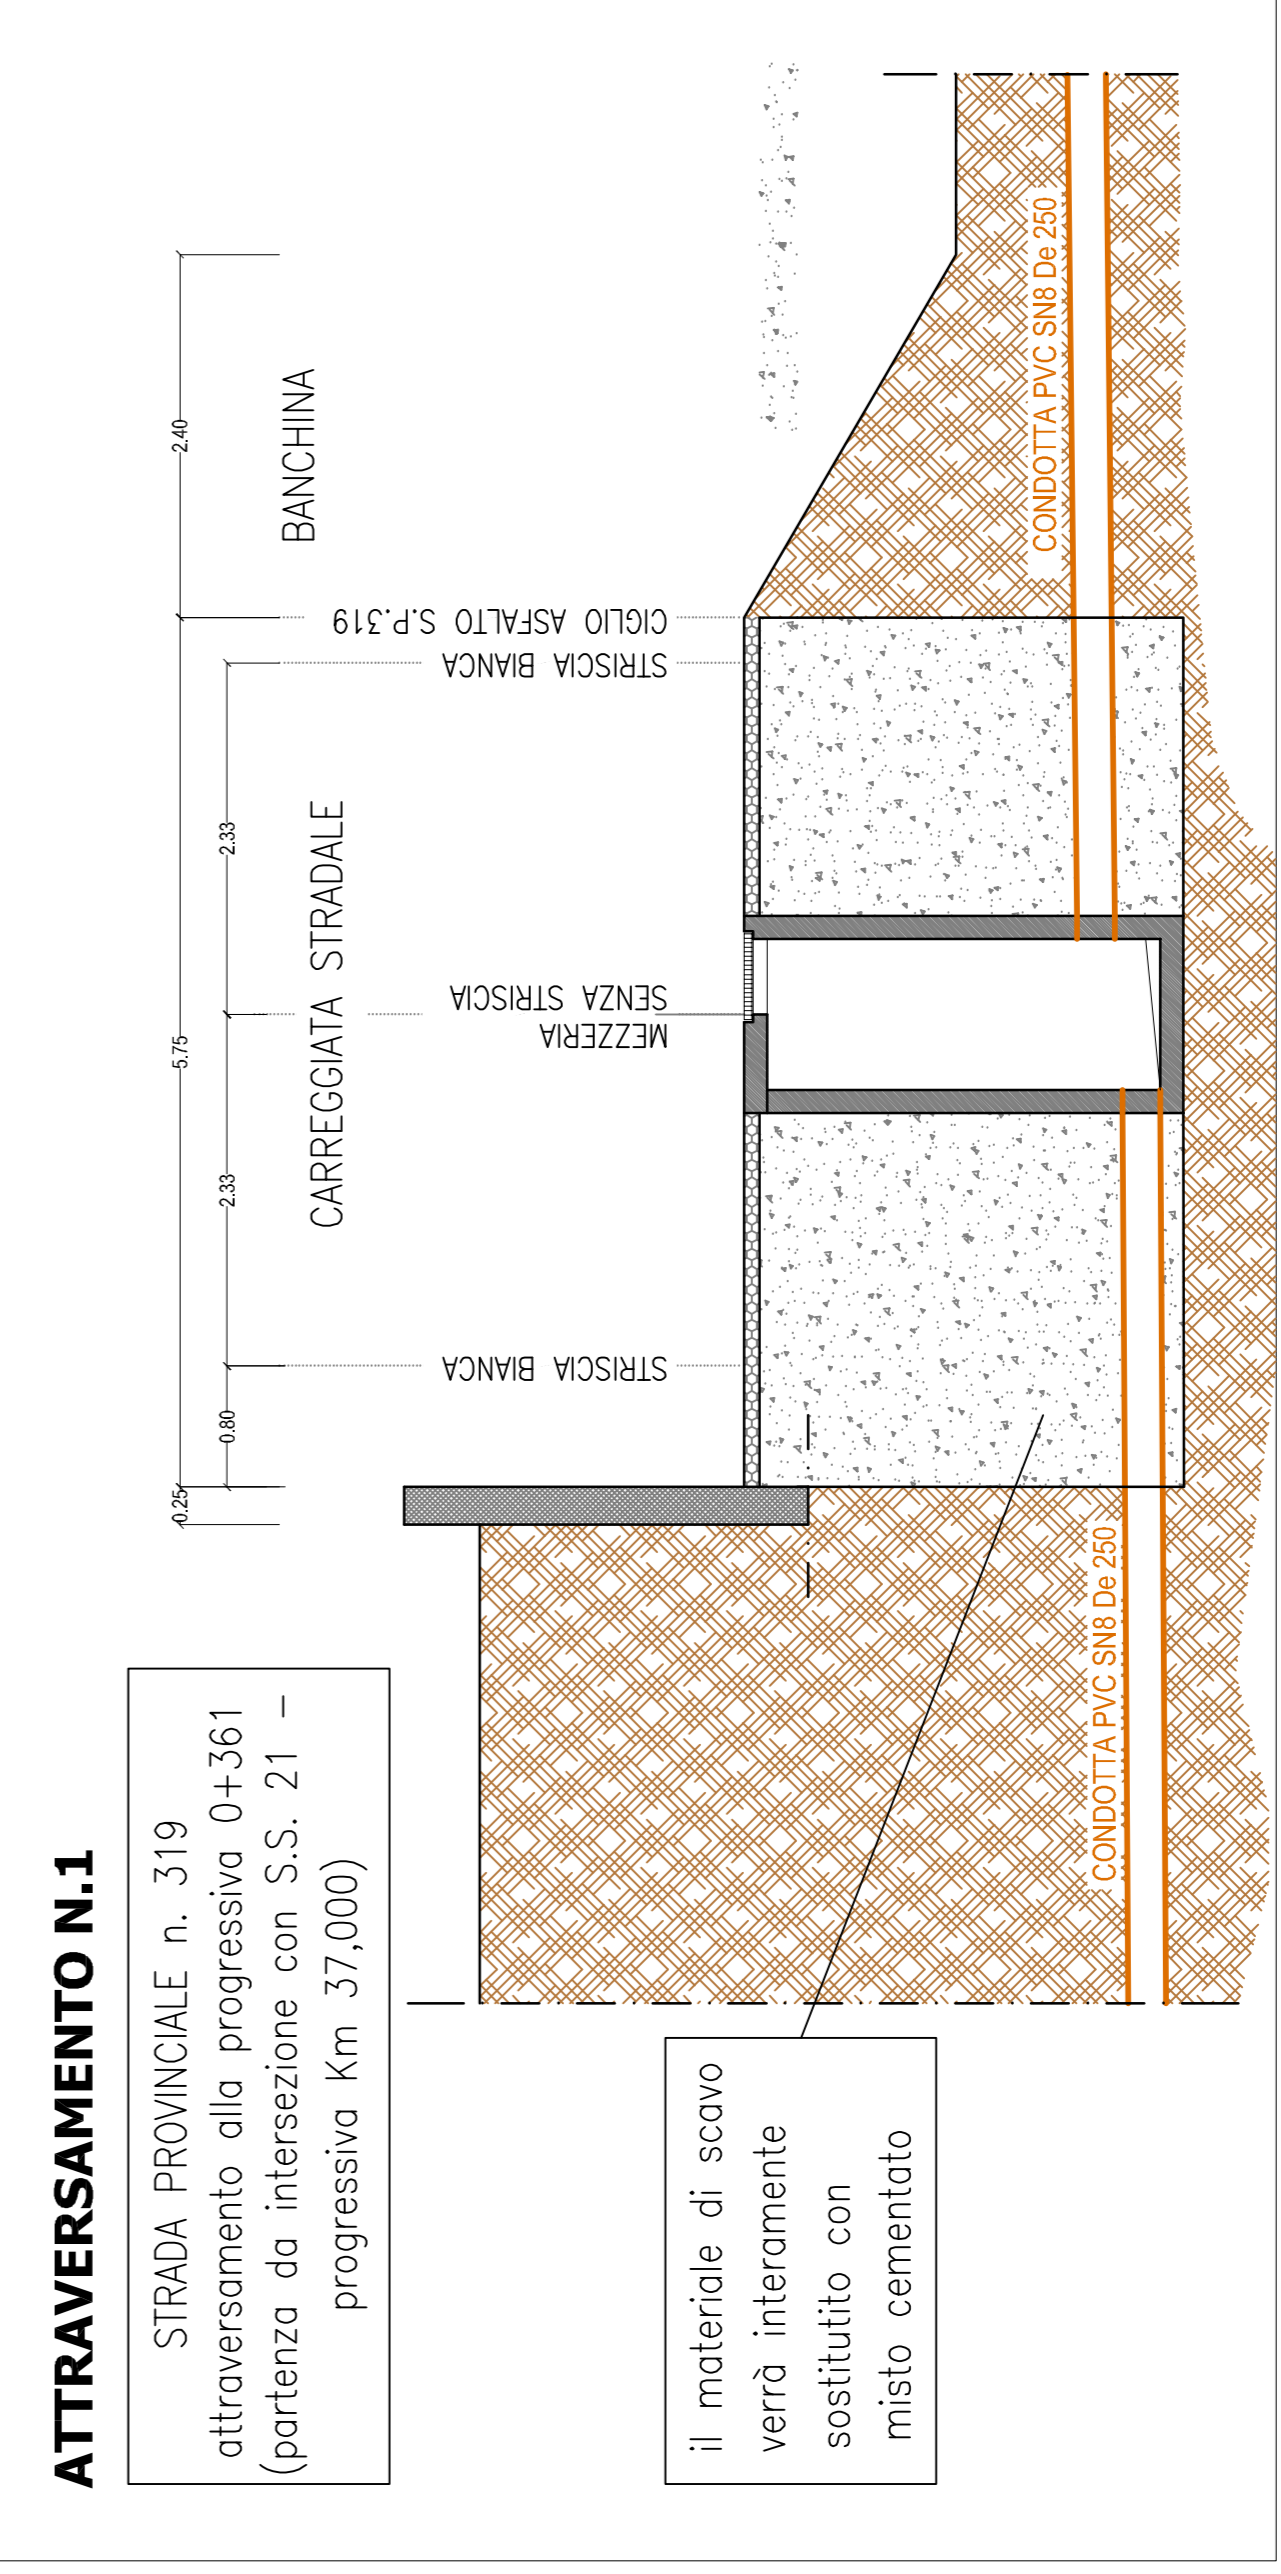 ATTRAVERSAMENTO N.1
STRADA PROVINCIALE n. 319
attraversamento alla progressiva 0+361
(partenza da intersezione con S.S. 21 –
progressiva Km 37,000)
0.25
5.75
2.40
0.80
2.33
2.33
CARREGGIATA STRADALE
BANCHINA
STRISCIA BIANCA
MEZZERIA
SENZA STRISCIA
STRISCIA BIANCA
CIGLIO ASFALTO S.P.319
il materiale di scavo
verrà interamente
sostitutito con
misto cementato
CONDOTTA PVC SN8 De 250
CONDOTTA PVC SN8 De 250